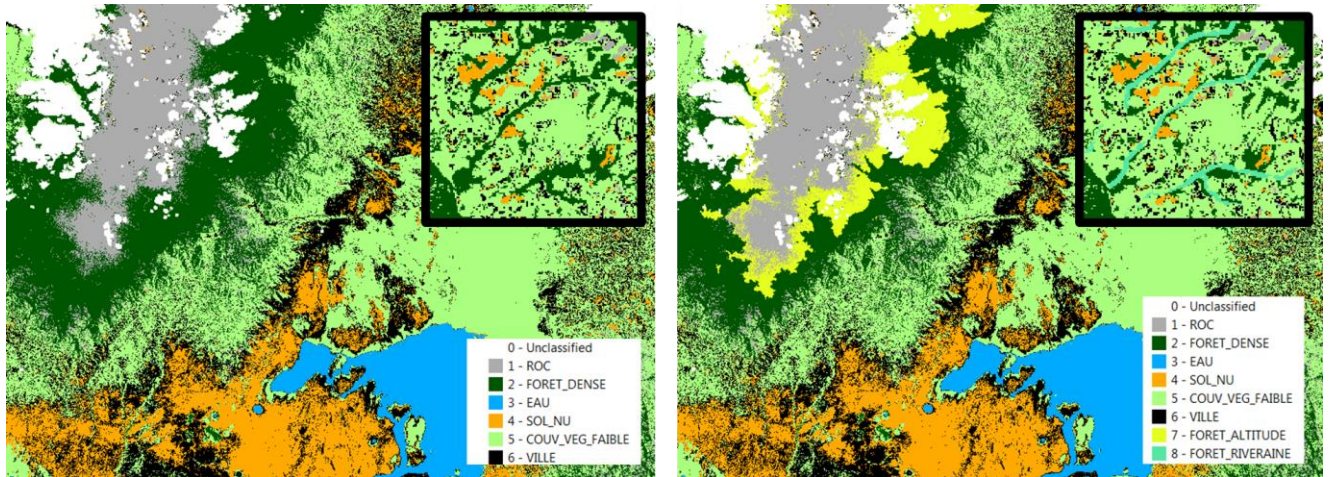 0 - Unclassified
1 - ROC
2 - FORET_DENSE
3 - EAU
4 - SOL_NU
5 - COUV_VEG_FAIBLE
6 - VILLE
0 - Unclassified
1 - ROC
2 - FORET_DENSE
3 - EAU
4 - SOL_NU
5 - COUV_VEG_FAIBLE
6 - VILLE
7 - FORET_ALTITUDE
8 - FORET_RIVERAINE